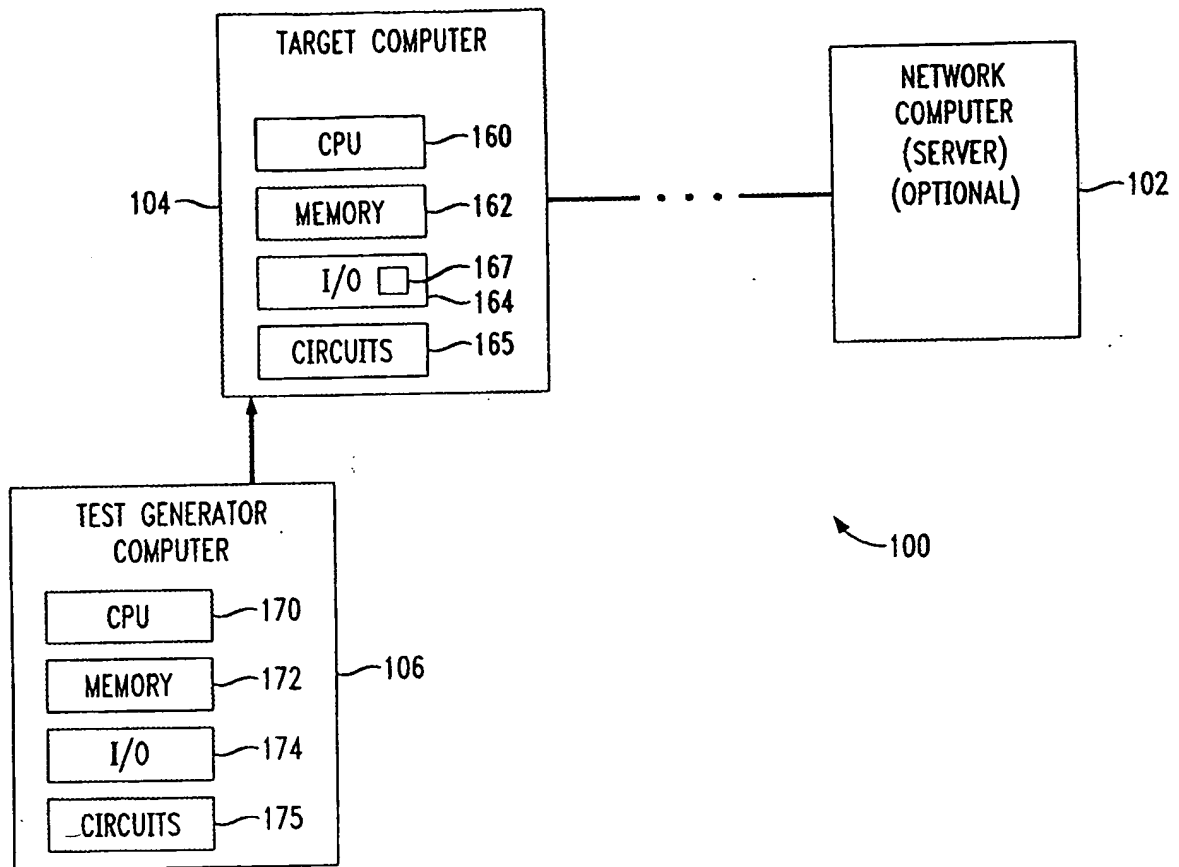 TARGET COMPUTER
CPU
160
104
MEMORY
162
I/O
167
164
CIRCUITS
165
NETWORK
COMPUTER
(SERVER)
(OPTIONAL)
102
TEST GENERATOR
COMPUTER
CPU
170
MEMORY
172
106
I/O
174
CIRCUITS
175
100